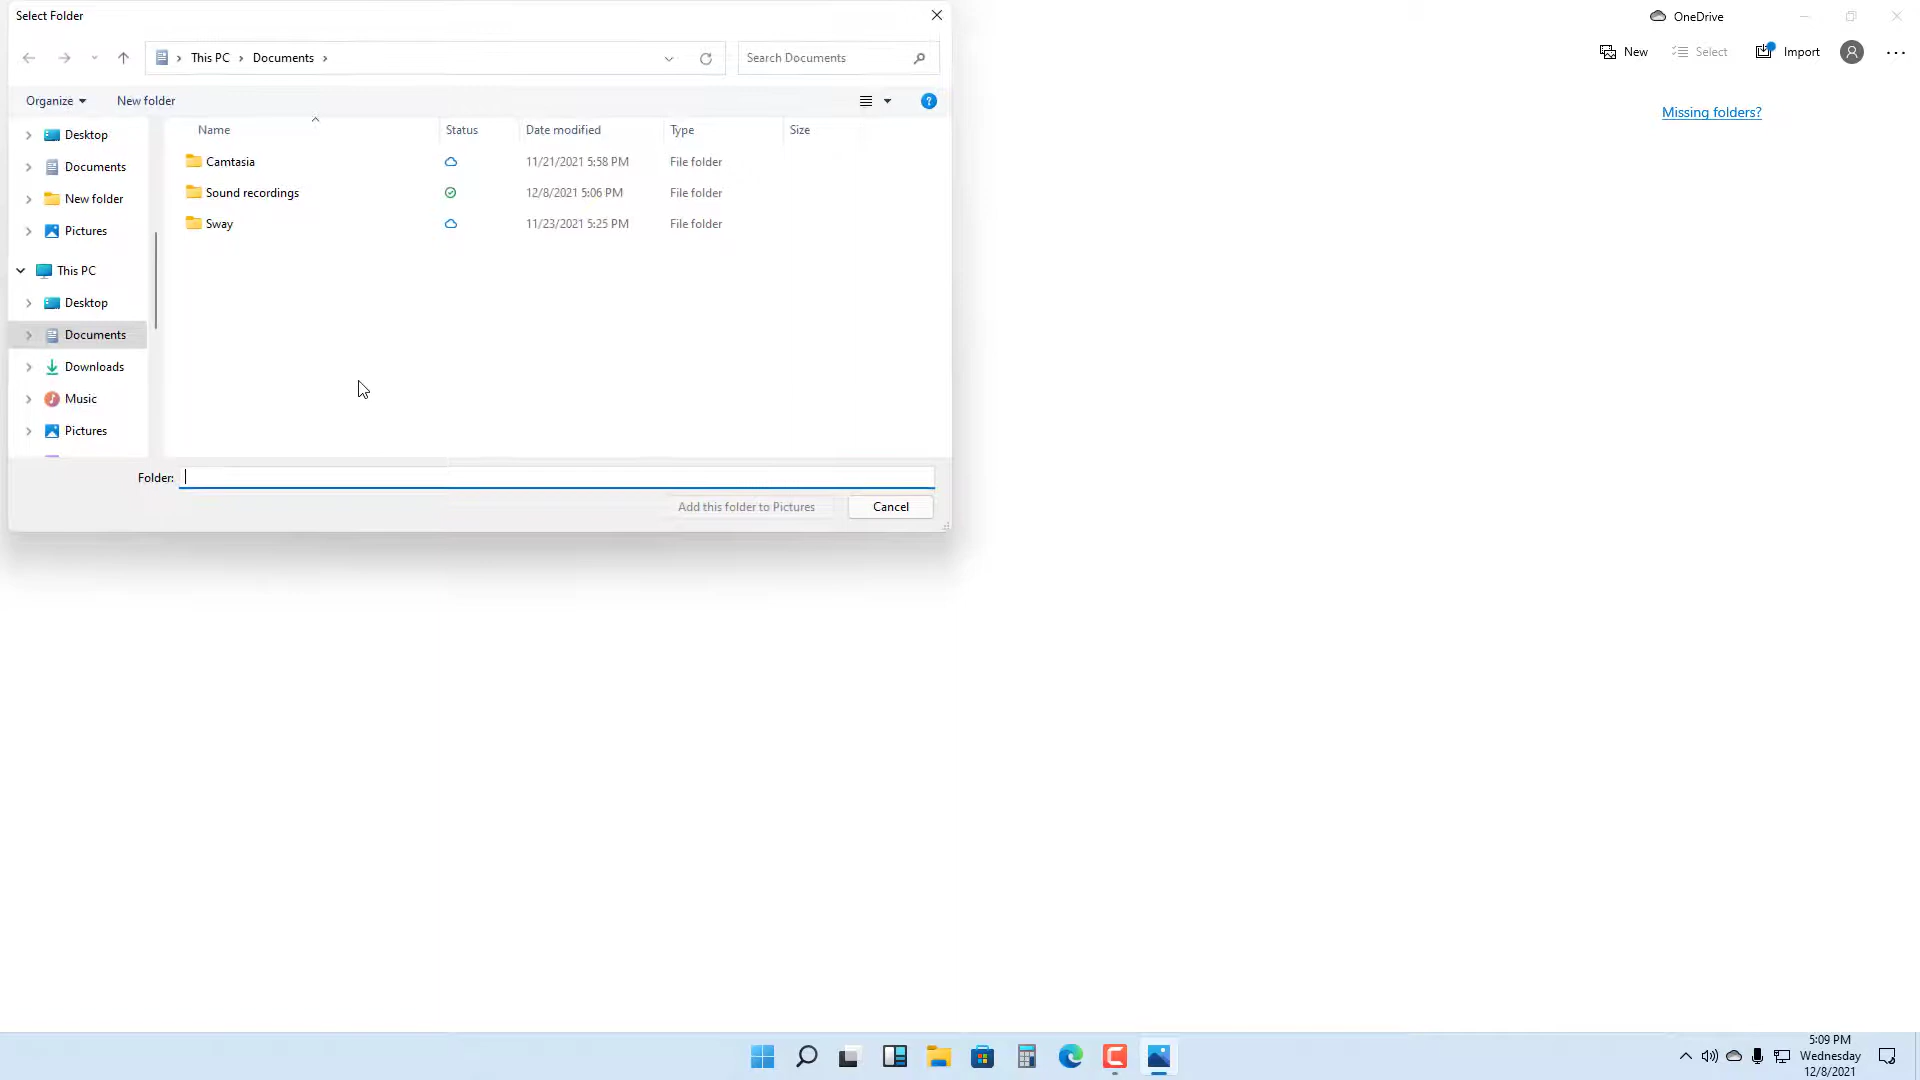 Select Folder
OneDrive
This PC
Documents
Search Documents
New
Select
Import
Organize
New folder
Missing folders?
Name
Status
Date modified
Type
Size
Desktop
Documents
New folder
Pictures
This PC
Desktop
Documents
Downloads
Music
Pictures
Camtasia 11/21/2021 5:58 PM File folder
Sound recordings 12/8/2021 5:06 PM File folder
Sway 11/23/2021 5:25 PM File folder
Folder:
Add this folder to Pictures
Cancel
5:09 PM
Wednesday
12/8/2021